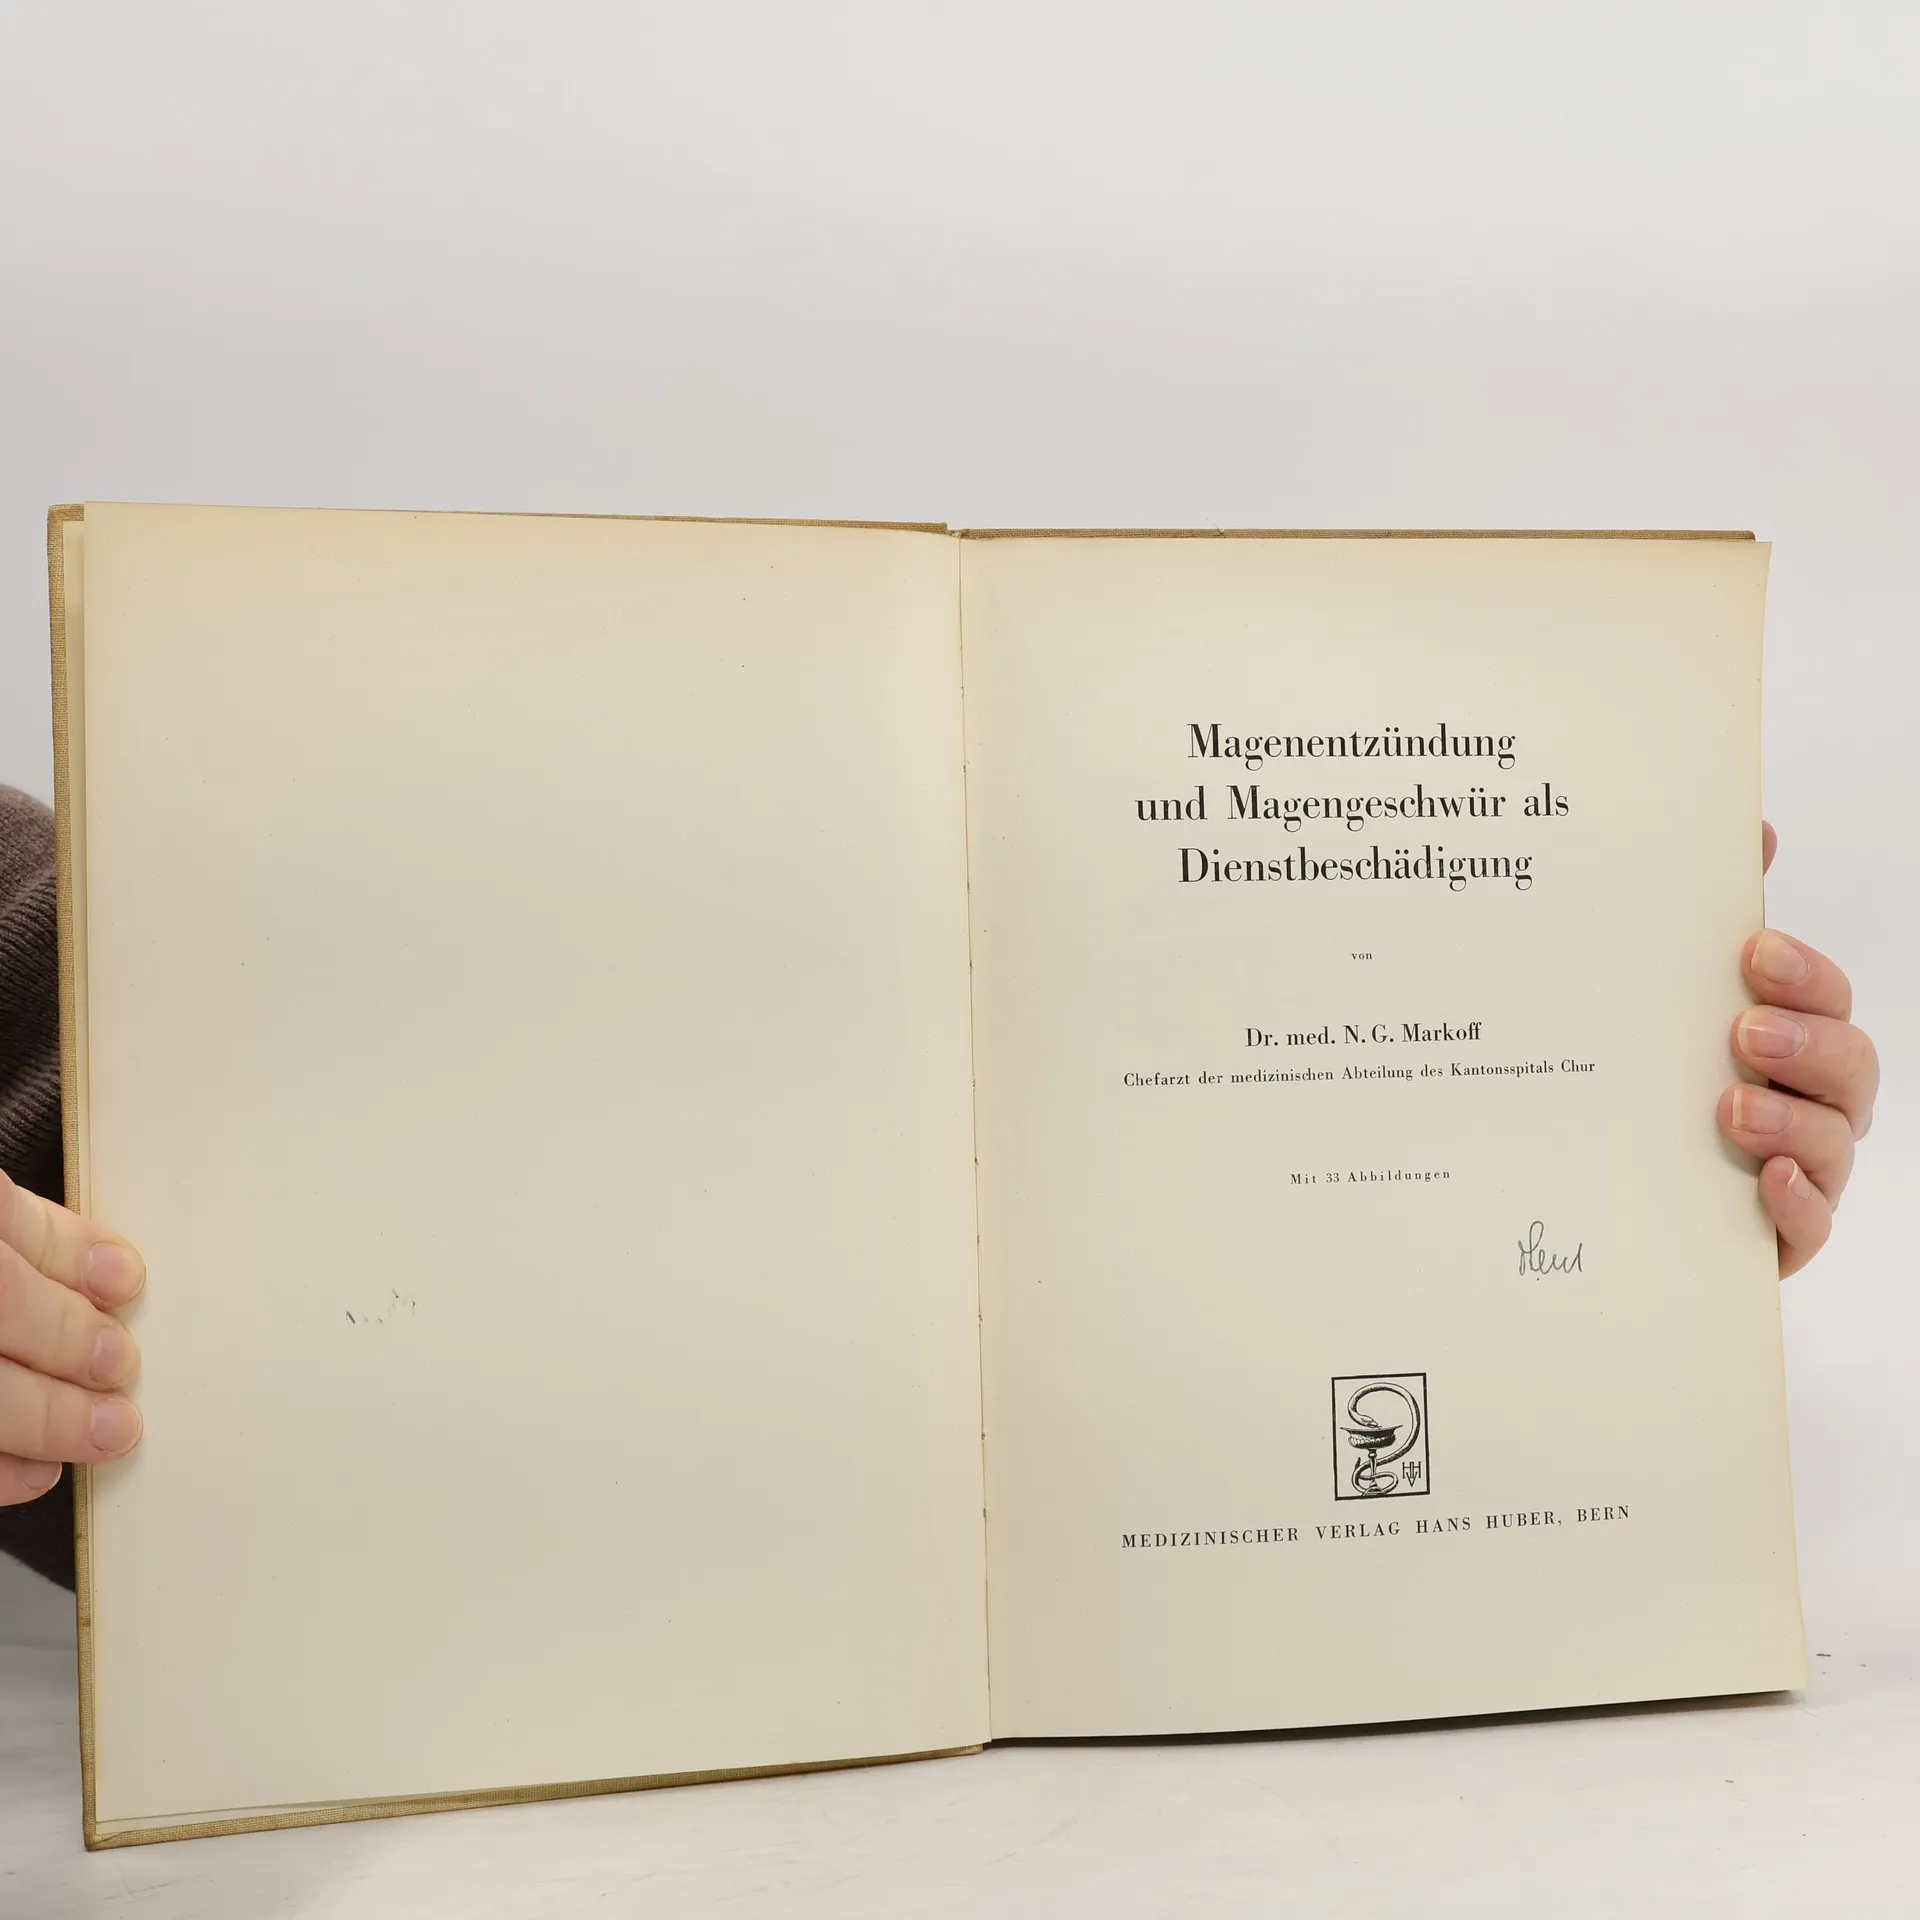 Magenentzündung
und Magengeschwür als
Dienstbeschädigung
von
Dr. med. N. G. Markoff
Chefarzt der medizinischen Abteilung des Kantonsspitals Chur
Mit 33 Abbildungen
MEDIZINISCHER VERLAG HANS HUBER, BERN